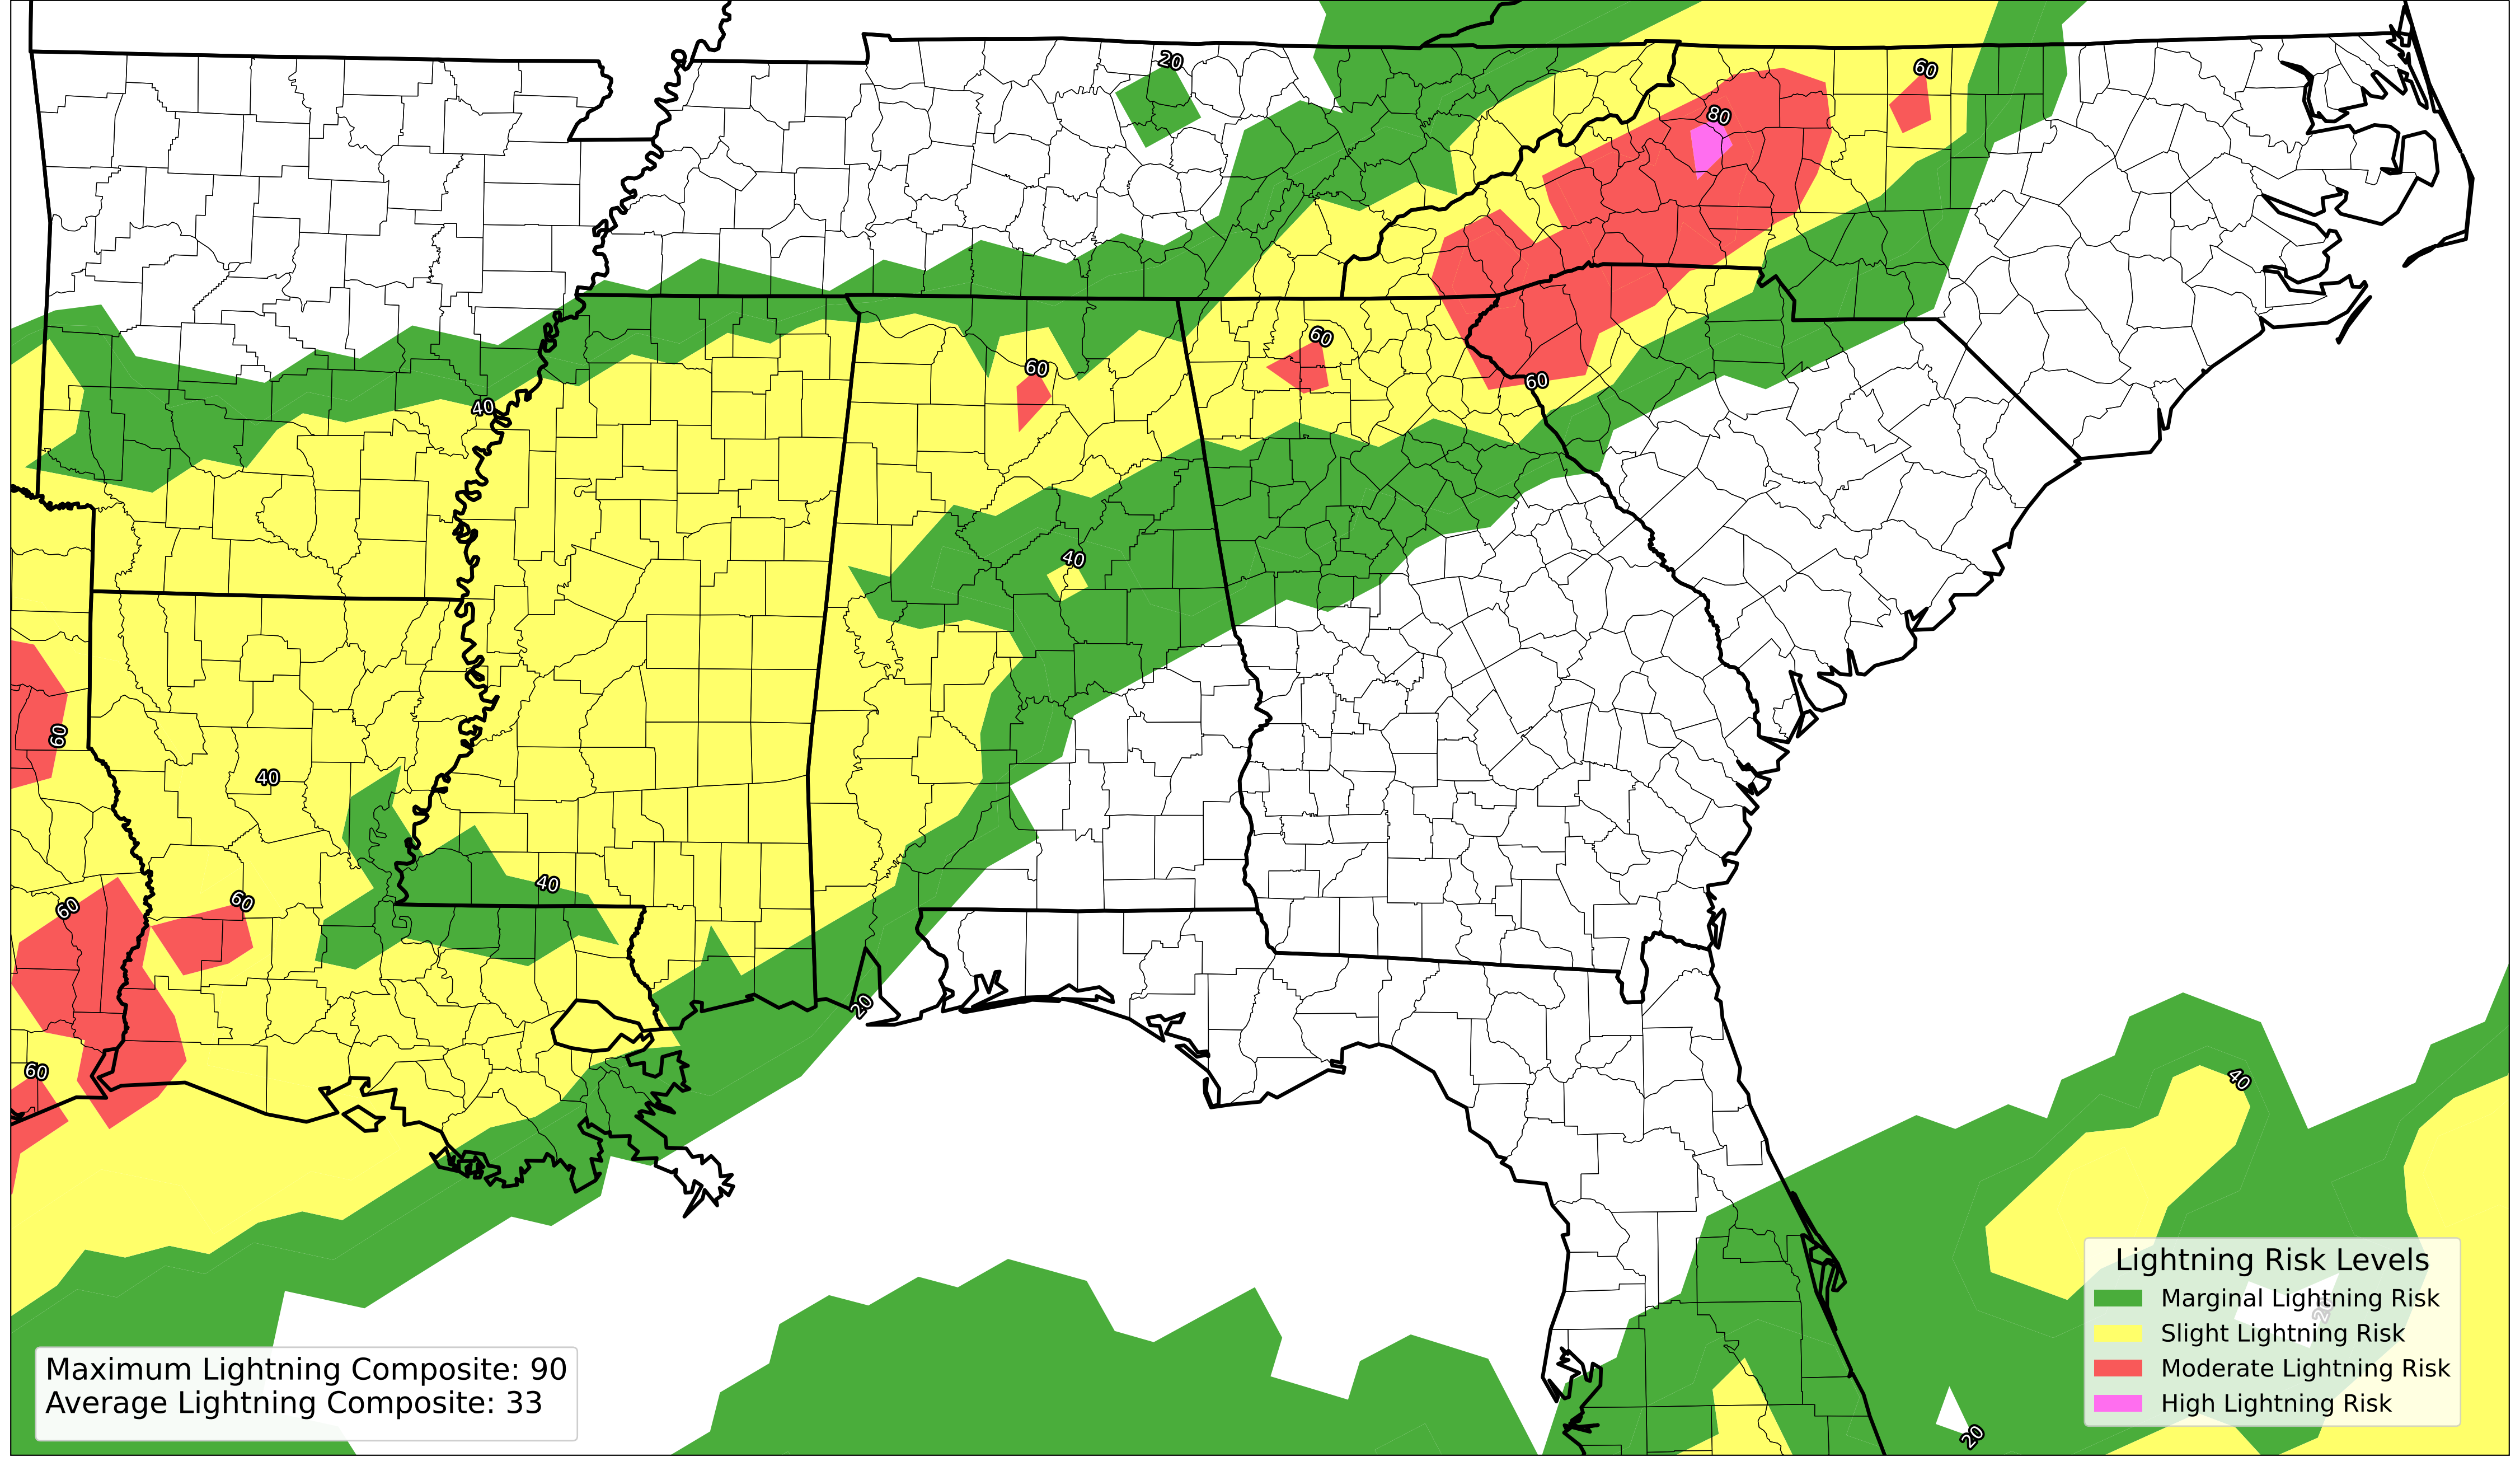 20
60
80
60
60
60
40
40
60
40
60
60
40
20
60
40
Lightning Risk Levels
Marginal Lightning Risk
20
Slight Lightning Risk
Moderate Lightning Risk
High Lightning Risk
Maximum Lightning Composite: 90
Average Lightning Composite: 33
20